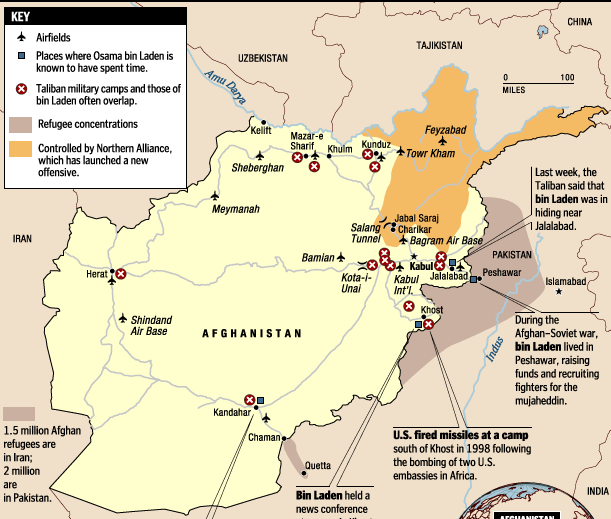 KEY
Airfields
Places where Osama bin Laden is
known to have spent time.
Taliban military camps and those of
bin Laden often overlap.
Refugee concentrations
Controlled by Northern Alliance,
which has launched a new
offensive.
UZBEKISTAN
TAJIKISTAN
CHINA
0 100
MILES
Amu Darya
Kelift
Mazar-e
Sharif
Khulm
Kunduz
Feyzabad
Towr Kham
Sheberghan
Meymanah
Jabal Saraj
Charikar
Salang
Tunnel
Bagram Air Base
Last week, the
Taliban said that
bin Laden was in
hiding near
Jalalabad.
IRAN
Herat
Bamian
Kota-i-
Unai
Kabul
Kabul
Int'l.
Jalalabad
PAKISTAN
Peshawar
Islamabad
Shindand
Air Base
AFGHANISTAN
Khost
Indus
During the
Afghan–Soviet war,
bin Laden lived in
Peshawar, raising
funds and recruiting
fighters for the
mujaheddin.
Kandahar
Chaman
Quetta
1.5 million Afghan
refugees are
in Iran;
2 million
are
in Pakistan.
U.S. fired missiles at a camp
south of Khost in 1998 following
the bombing of two U.S.
embassies in Africa.
Bin Laden held a
news conference
INDIA
AFGHANISTAN